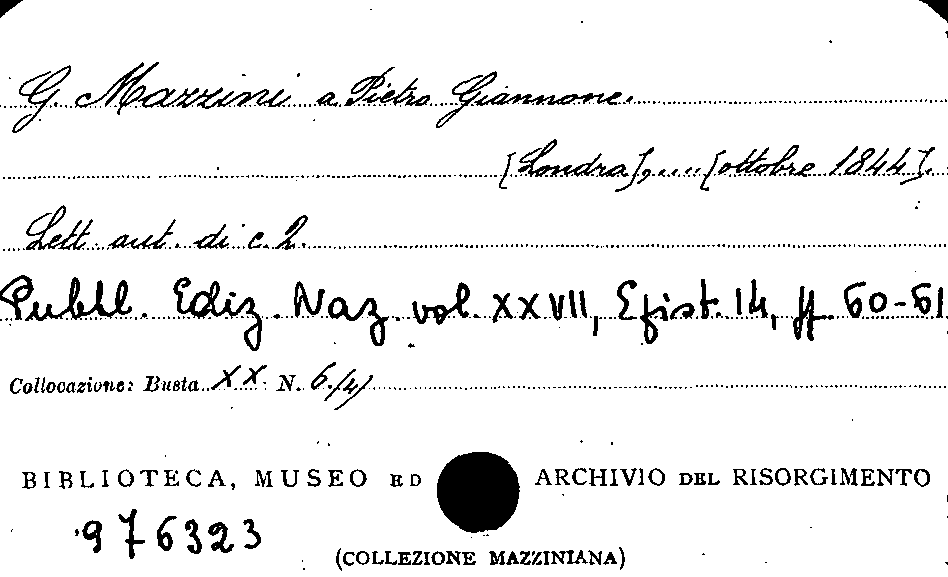 G. Mazzini a Pietro Giannone.
[Londra], .... [ottobre 1844].
Lett. aut. di c. 2.
Pubbl. Ediz. Naz. vol. XXVII, Epist. 14, pp. 60-61
Collocazione: Busta XX N. 6/4)
BIBLIOTECA, MUSEO ED ARCHIVIO DEL RISORGIMENTO
976323
(COLLEZIONE MAZZINIANA)